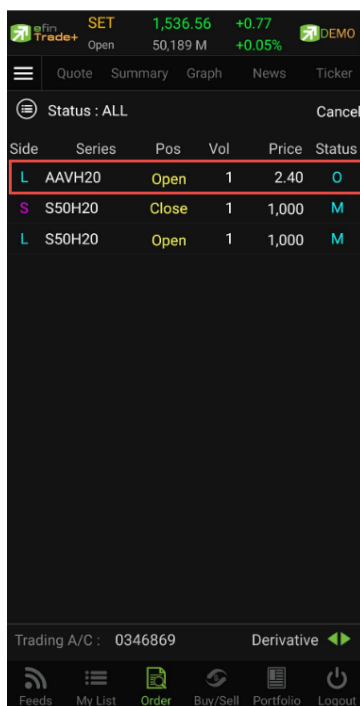 efin Trade+ SET 1,536.56 +0.77 DEMO
Open 50,189 M +0.05%
Quote Summary Graph News Ticker
Status : ALL Cancel
Side Series Pos Vol Price Status
L AAVH20 Open 1 2.40 O
S S50H20 Close 1 1,000 M
L S50H20 Open 1 1,000 M
Trading A/C : 0346869 Derivative
Feeds My List Order Buy/Sell Portfolio Logout